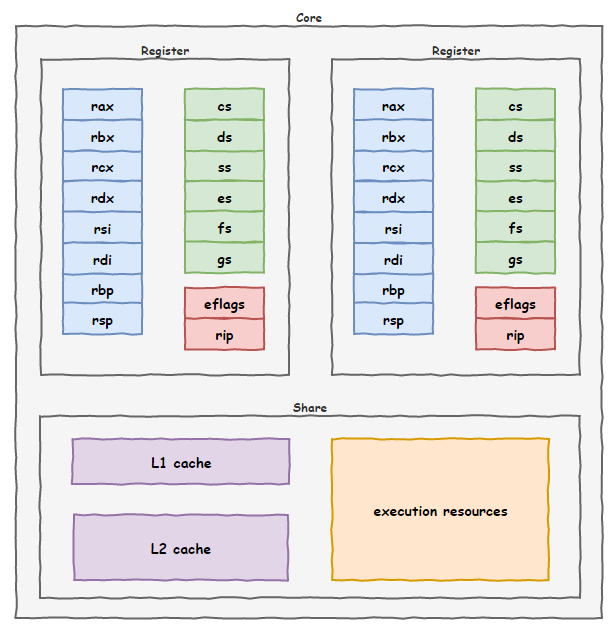 Core
Register
rax
rbx
rcx
rdx
rsi
rdi
rbp
rsp
cs
ds
ss
es
fs
gs
eflags
rip
Register
rax
rbx
rcx
rdx
rsi
rdi
rbp
rsp
cs
ds
ss
es
fs
gs
eflags
rip
Share
L1 cache
L2 cache
execution resources